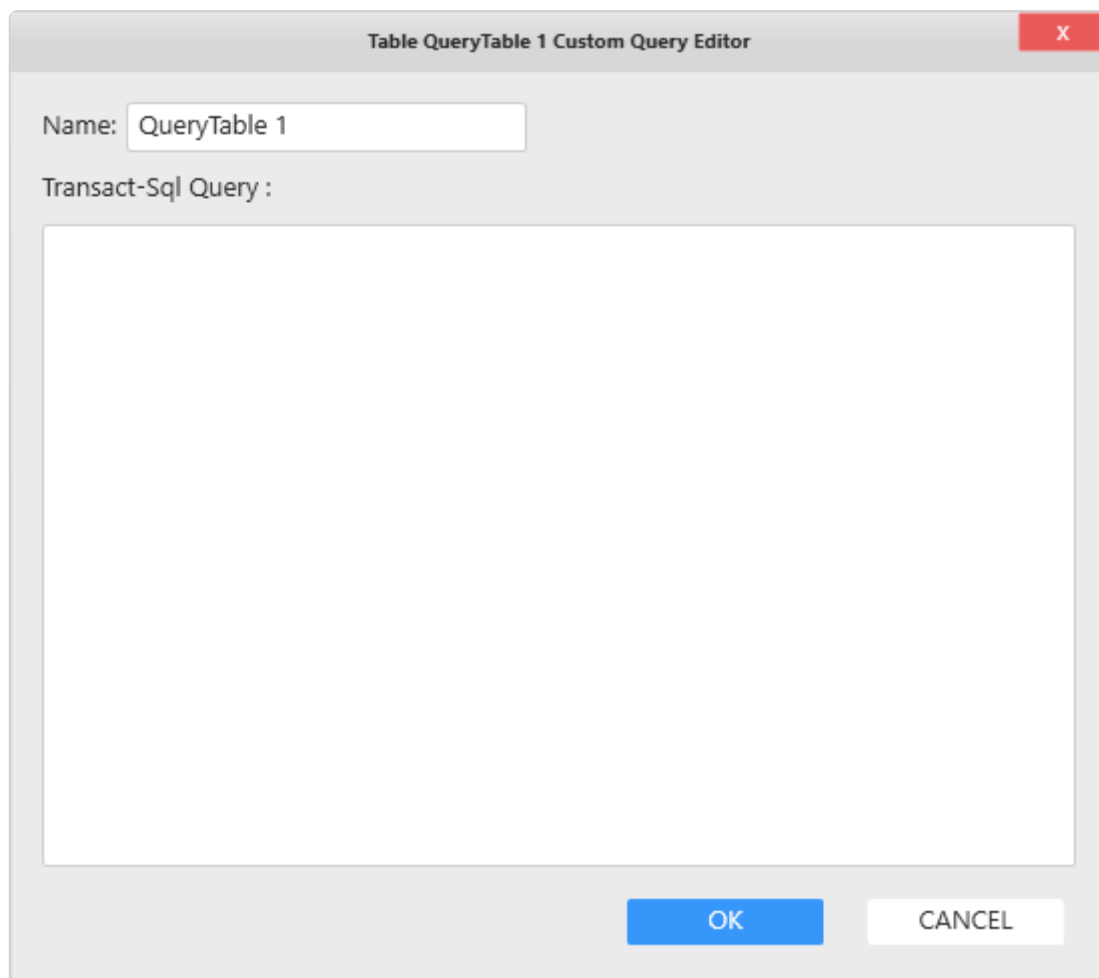 Table QueryTable 1 Custom Query Editor
X
Name: QueryTable 1
Transact-Sql Query :
OK CANCEL